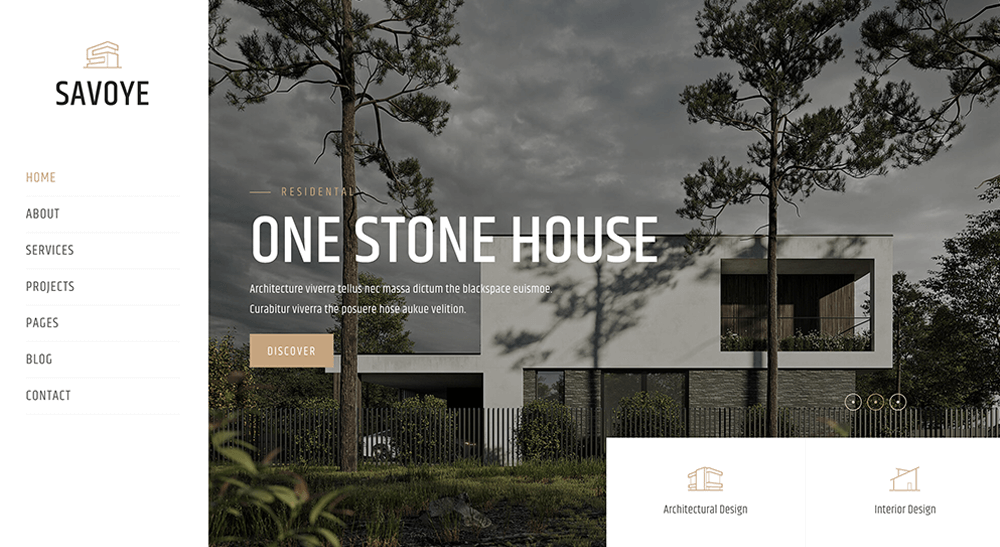 SAVOYE
HOME
ABOUT
SERVICES
PROJECTS
PAGES
BLOG
CONTACT
RESIDENTAL
ONE STONE HOUSE
Architecture viverra tellus nec massa dictum the blackspace euismoe.
Curabitur viverra the posuere hose aukue velition.
DISCOVER
Architectural Design
Interior Design